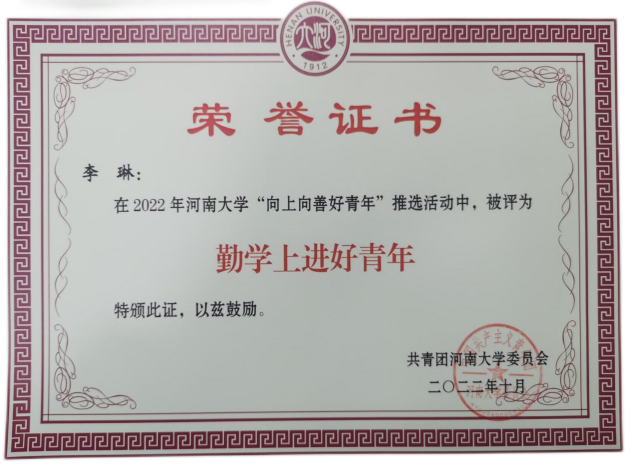 HENAN UNIVERSITY
1912
荣誉证书
李 琳：
在2022年河南大学“向上向善好青年”推选活动中，被评为
勤学上进好青年
特颁此证，以兹鼓励。
共青团河南大学委员会
二〇二二年十月